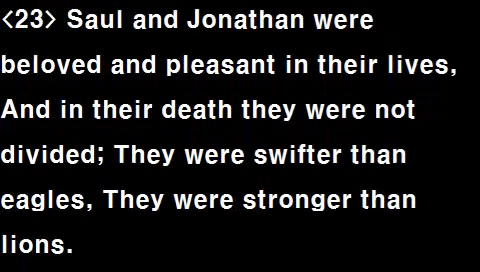 <23> Saul and Jonathan were
beloved and pleasant in their lives,
And in their death they were not
divided; They were swifter than
eagles, They were stronger than
lions.